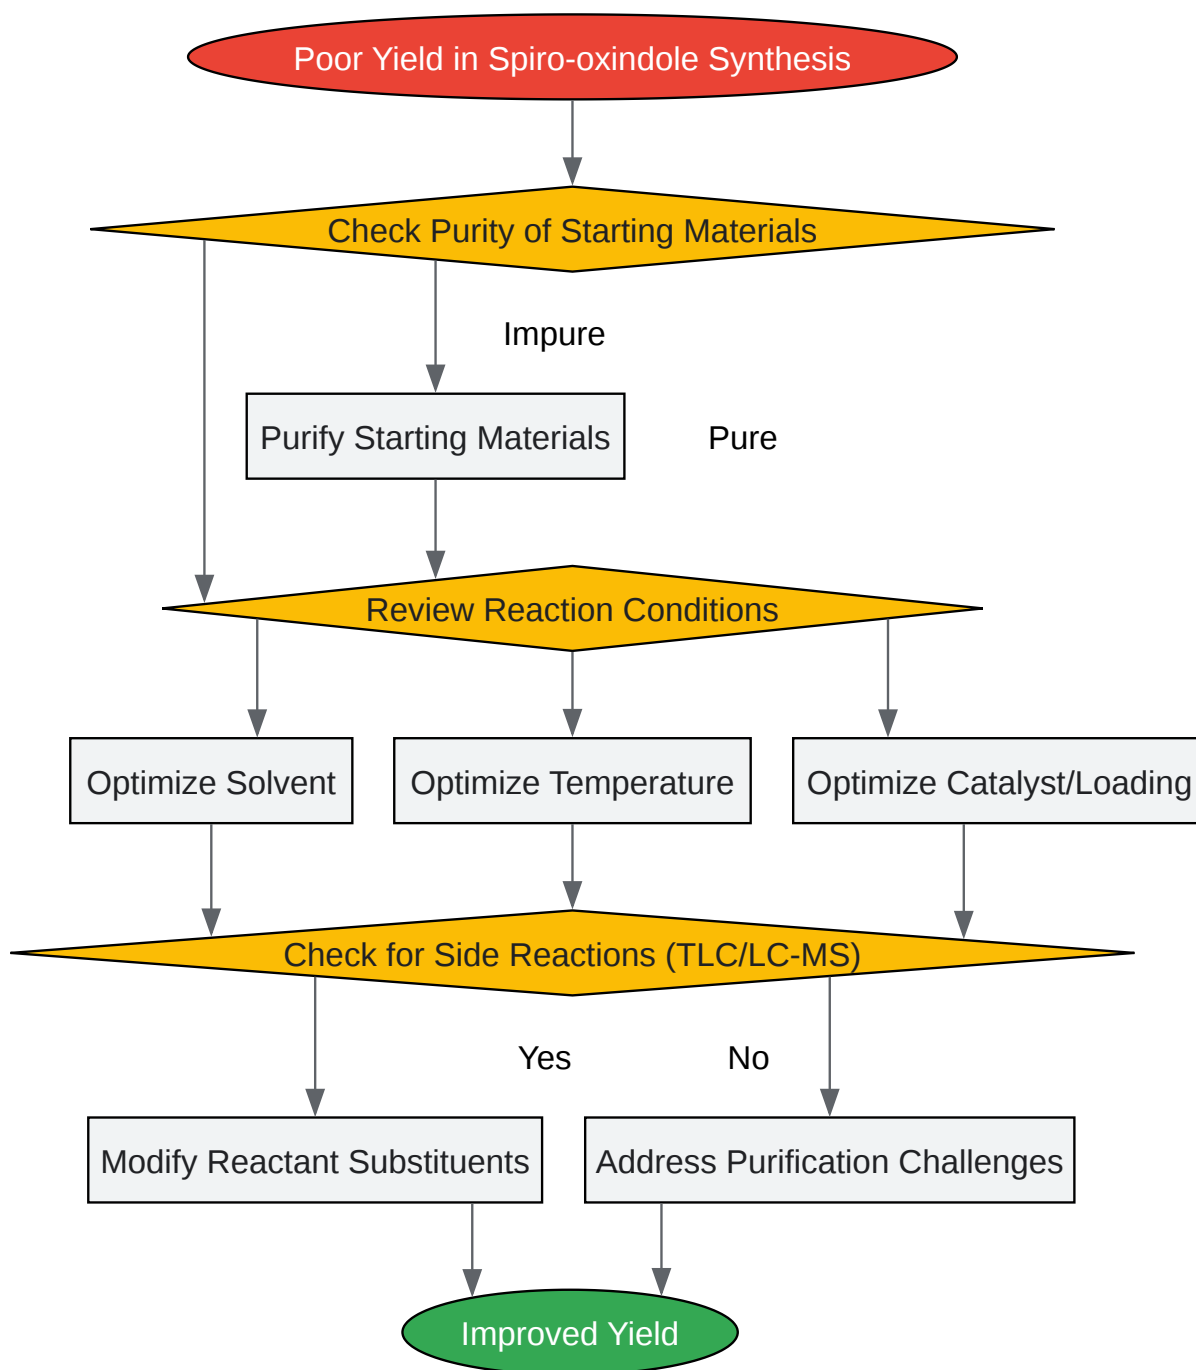 Poor Yield in Spiro-oxindole Synthesis
Check Purity of Starting Materials
Impure
Purify Starting Materials
Pure
Review Reaction Conditions
Optimize Solvent
Optimize Temperature
Optimize Catalyst/Loading
Check for Side Reactions (TLC/LC-MS)
Yes
No
Modify Reactant Substituents
Address Purification Challenges
Improved Yield